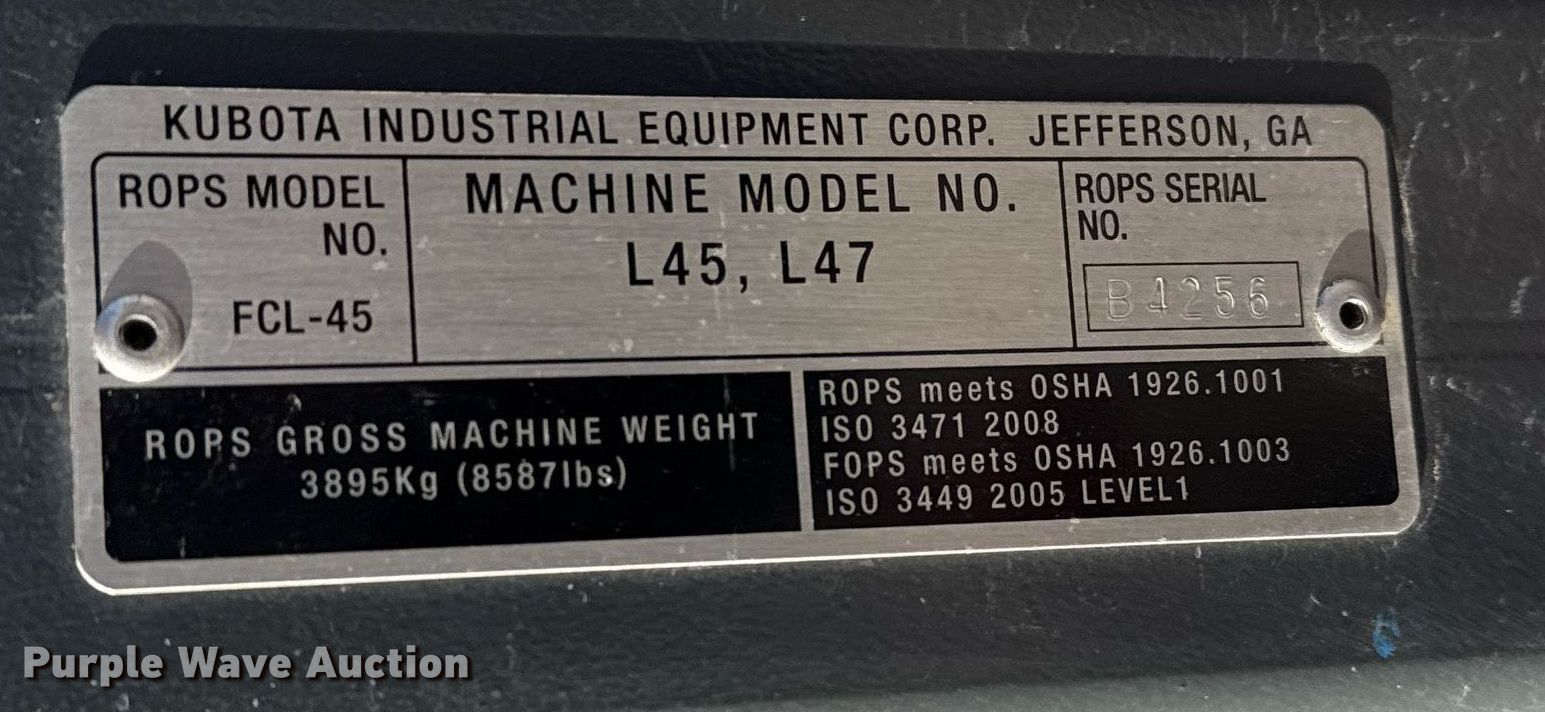 KUBOTA INDUSTRIAL EQUIPMENT CORP. JEFFERSON, GA
ROPS MODEL
NO.
FCL-45
MACHINE MODEL NO.
L45, L47
ROPS SERIAL
NO.
B4256
ROPS GROSS MACHINE WEIGHT
3895Kg (8587lbs)
ROPS meets OSHA 1926.1001
ISO 3471 2008
FOPS meets OSHA 1926.1003
ISO 3449 2005 LEVEL1
Purple Wave Auction